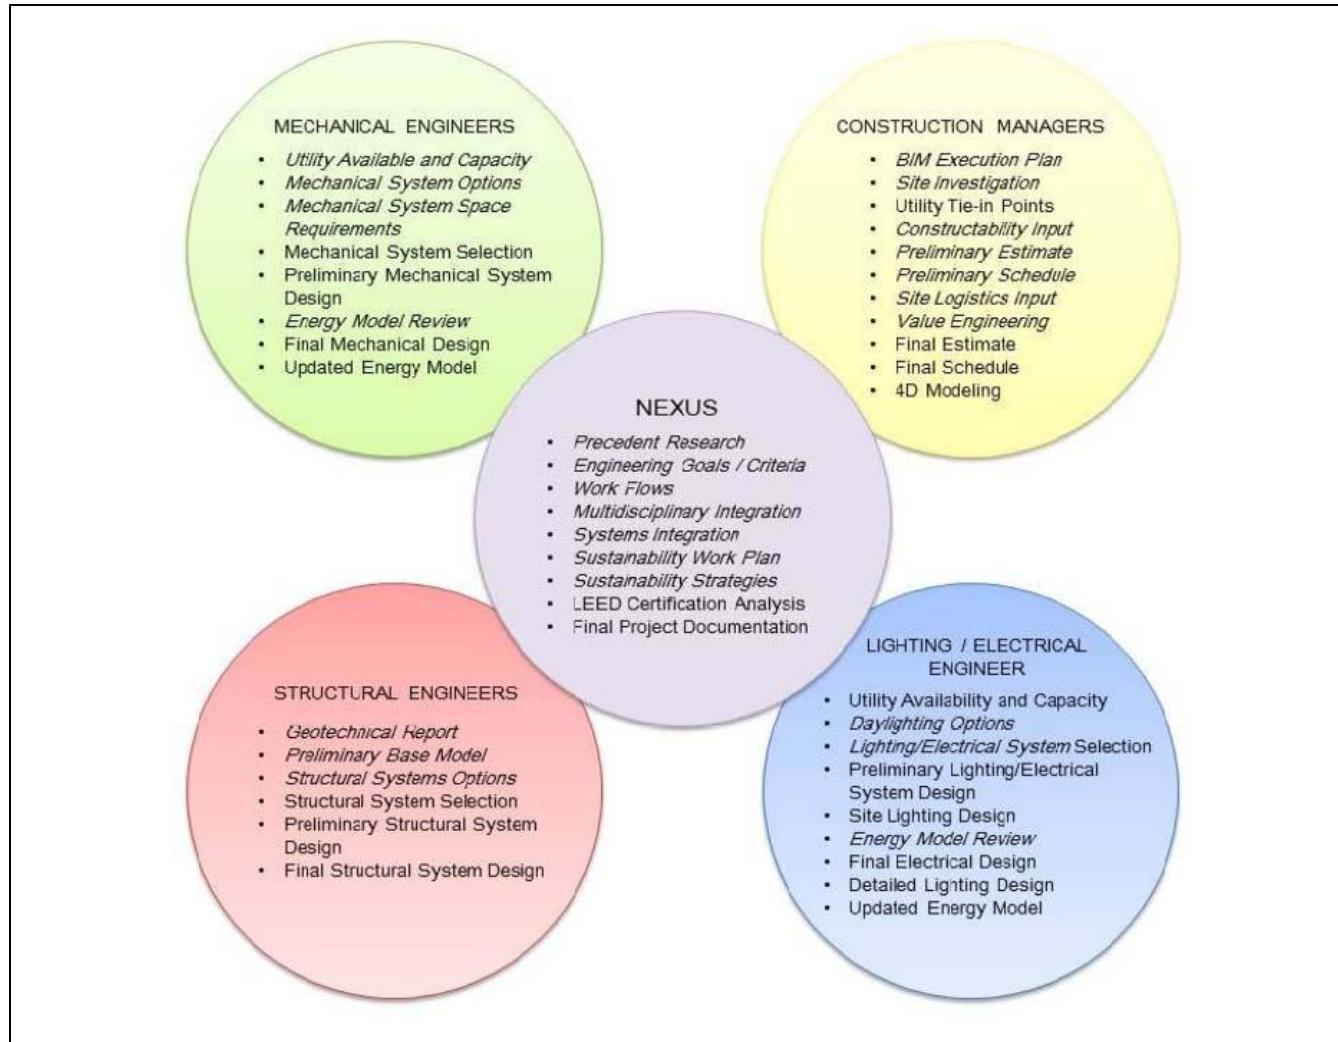 MECHANICAL ENGINEERS
• Utility Available and Capacity
• Mechanical System Options
• Mechanical System Space
Requirements
• Mechanical System Selection
• Preliminary Mechanical System
Design
• Energy Model Review
• Final Mechanical Design
• Updated Energy Model
CONSTRUCTION MANAGERS
• BIM Execution Plan
• Site Investigation
• Utility Tie-in Points
• Constructability Input
• Preliminary Estimate
• Preliminary Schedule
• Site Logistics Input
• Value Engineering
• Final Estimate
• Final Schedule
• 4D Modeling
NEXUS
• Precedent Research
• Engineering Goals / Criteria
• Work Flows
• Multidisciplinary Integration
• Systems Integration
• Sustainability Work Plan
• Sustainability Strategies
• LEED Certification Analysis
• Final Project Documentation
STRUCTURAL ENGINEERS
• Geotechnical Report
• Preliminary Base Model
• Structural Systems Options
• Structural System Selection
• Preliminary Structural System
Design
• Final Structural System Design
LIGHTING / ELECTRICAL
ENGINEER
• Utility Availability and Capacity
• Daylighting Options
• Lighting/Electrical System Selection
• Preliminary Lighting/Electrical
System Design
• Site Lighting Design
• Energy Model Review
• Final Electrical Design
• Detailed Lighting Design
• Updated Energy Model